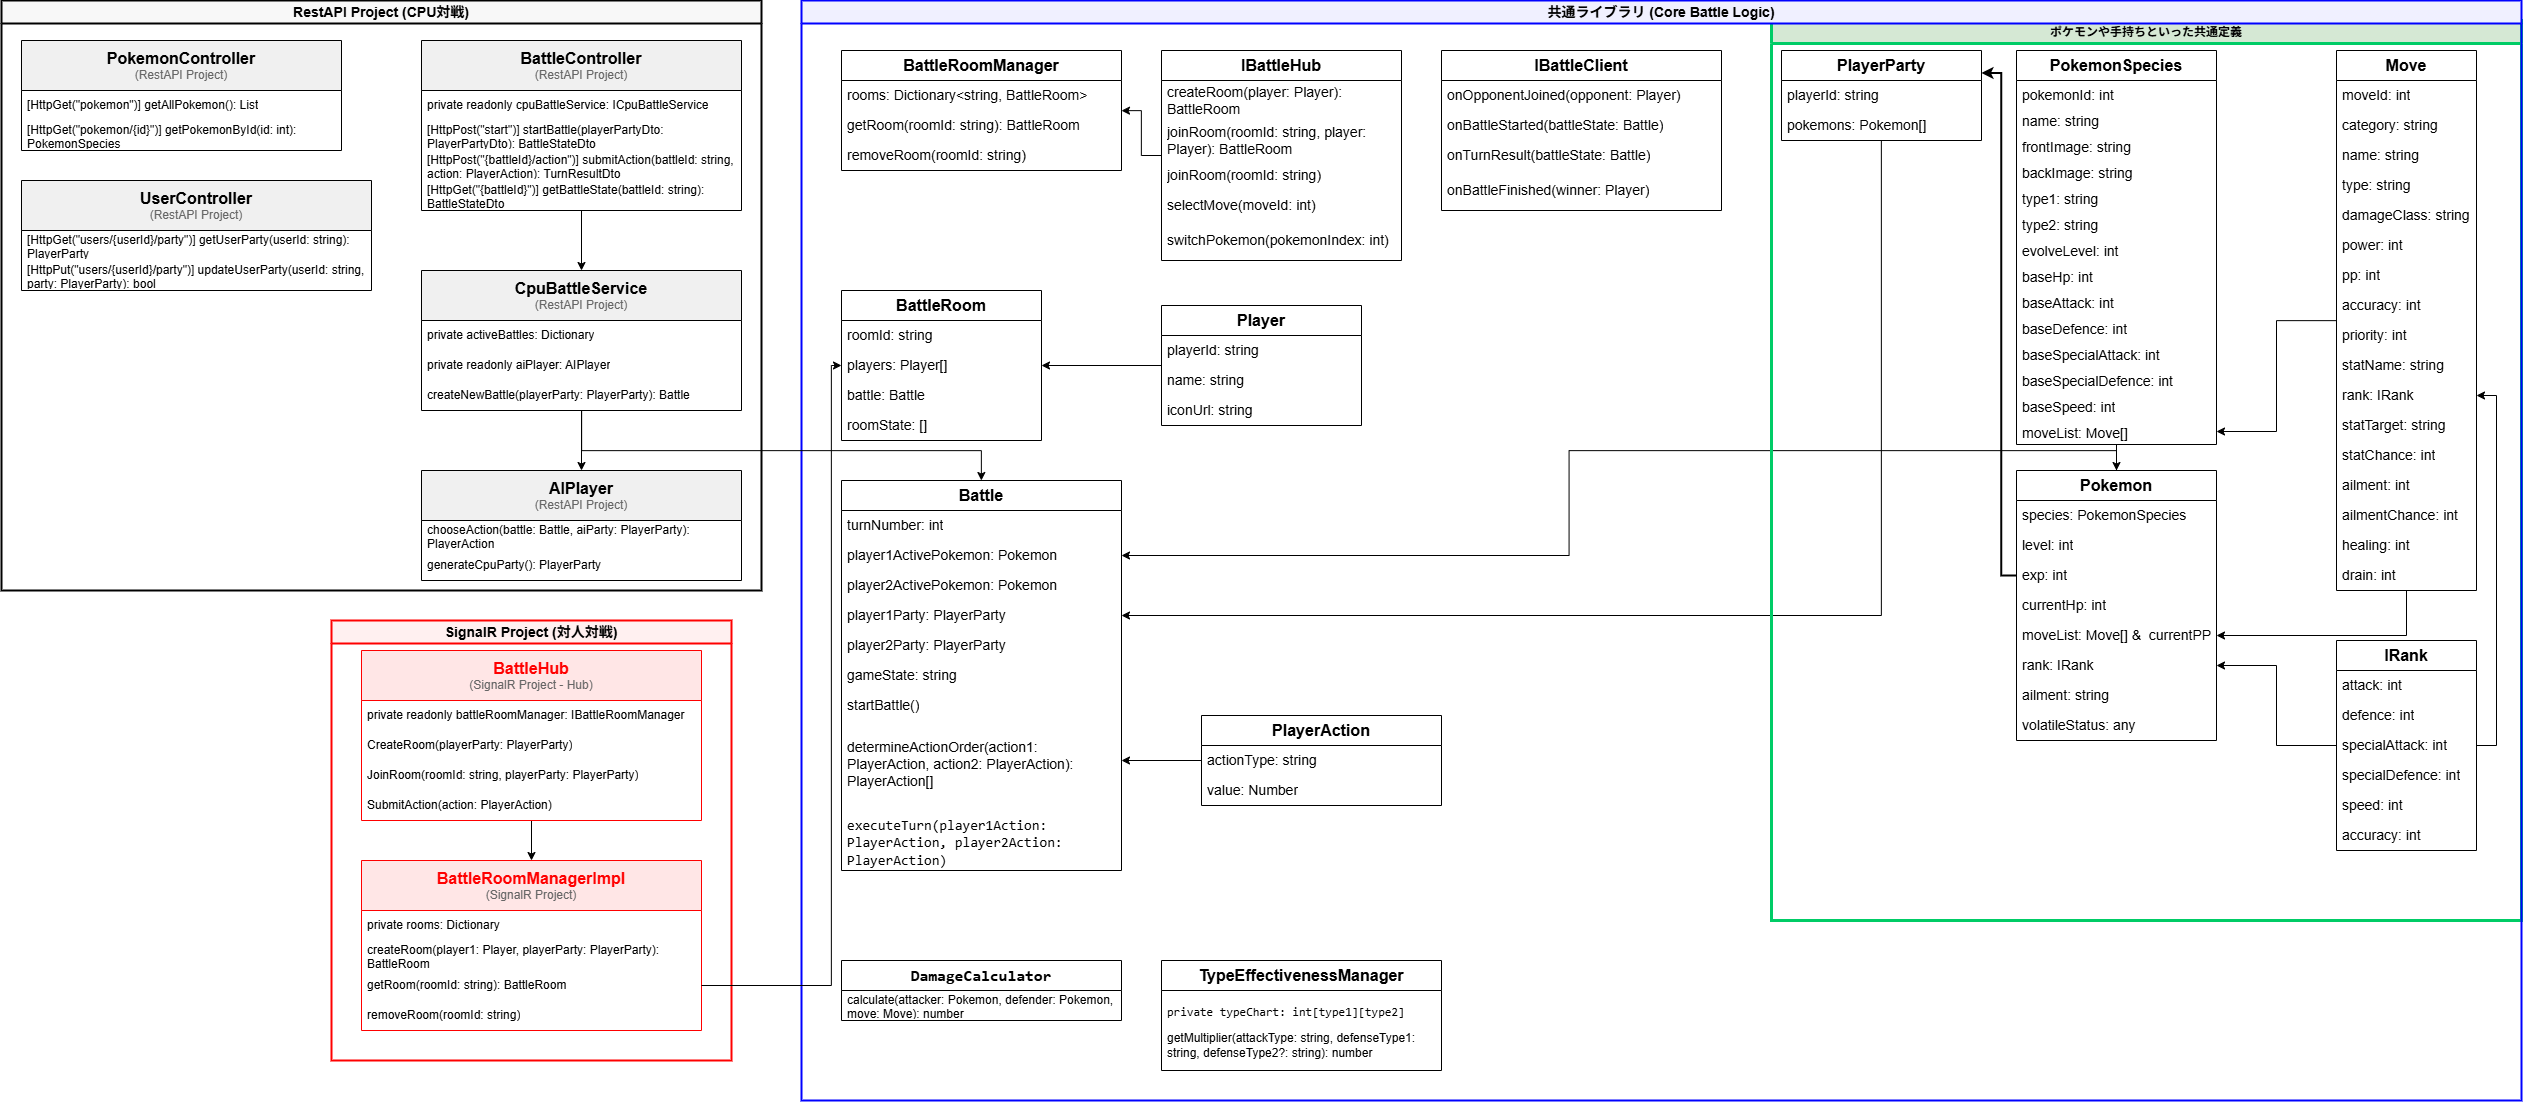 RestAPI Project (CPU対戦)
PokemonController
(RestAPI Project)
[HttpGet("pokemon")] getAllPokemon(): List
[HttpGet("pokemon/{id}")] getPokemonById(id: int):
PokemonSpecies
UserController
(RestAPI Project)
[HttpGet("users/{userId}/party")] getUserParty(userId: string):
PlayerParty
[HttpPut("users/{userId}/party")] updateUserParty(userId: string,
party: PlayerParty): bool
BattleController
(RestAPI Project)
private readonly cpuBattleService: ICpuBattleService
[HttpPost("start")] startBattle(playerPartyDto:
PlayerPartyDto): BattleStateDto
[HttpPost("{battleId}/action")] submitAction(battleId: string,
action: PlayerAction): TurnResultDto
[HttpGet("{battleId}")] getBattleState(battleId: string):
BattleStateDto
CpuBattleService
(RestAPI Project)
private activeBattles: Dictionary
private readonly aiPlayer: AIPlayer
createNewBattle(playerParty: PlayerParty): Battle
AIPlayer
(RestAPI Project)
chooseAction(battle: Battle, aiParty: PlayerParty):
PlayerAction
generateCpuParty(): PlayerParty
SignalR Project (対人対戦)
BattleHub
(SignalR Project - Hub)
private readonly battleRoomManager: IBattleRoomManager
CreateRoom(playerParty: PlayerParty)
JoinRoom(roomId: string, playerParty: PlayerParty)
SubmitAction(action: PlayerAction)
BattleRoomManagerImpl
(SignalR Project)
private rooms: Dictionary
createRoom(player1: Player, playerParty: PlayerParty):
BattleRoom
getRoom(roomId: string): BattleRoom
removeRoom(roomId: string)
共通ライブラリ (Core Battle Logic)
BattleRoomManager
rooms: Dictionary<string, BattleRoom>
getRoom(roomId: string): BattleRoom
removeRoom(roomId: string)
IBattleHub
createRoom(player: Player):
BattleRoom
joinRoom(roomId: string, player:
Player): BattleRoom
joinRoom(roomId: string)
selectMove(moveId: int)
switchPokemon(pokemonIndex: int)
IBattleClient
onOpponentJoined(opponent: Player)
onBattleStarted(battleState: Battle)
onTurnResult(battleState: Battle)
onBattleFinished(winner: Player)
BattleRoom
roomId: string
players: Player[]
battle: Battle
roomState: []
Player
playerId: string
name: string
iconUrl: string
Battle
turnNumber: int
player1ActivePokemon: Pokemon
player2ActivePokemon: Pokemon
player1Party: PlayerParty
player2Party: PlayerParty
gameState: string
startBattle()
determineActionOrder(action1:
PlayerAction, action2: PlayerAction):
PlayerAction[]
executeTurn(player1Action:
PlayerAction, player2Action:
PlayerAction)
PlayerAction
actionType: string
value: Number
DamageCalculator
calculate(attacker: Pokemon, defender: Pokemon,
move: Move): number
TypeEffectivenessManager
private typeChart: int[type1][type2]
getMultiplier(attackType: string, defenseType1:
string, defenseType2?: string): number
ポケモンや手持ちといった共通定義
PlayerParty
playerId: string
pokemons: Pokemon[]
PokemonSpecies
pokemonId: int
name: string
frontImage: string
backImage: string
type1: string
type2: string
evolveLevel: int
baseHp: int
baseAttack: int
baseDefence: int
baseSpecialAttack: int
baseSpecialDefence: int
baseSpeed: int
moveList: Move[]
Pokemon
species: PokemonSpecies
level: int
exp: int
currentHp: int
moveList: Move[] & currentPP
rank: IRank
ailment: string
volatileStatus: any
Move
moveId: int
category: string
name: string
type: string
damageClass: string
power: int
pp: int
accuracy: int
priority: int
statName: string
rank: IRank
statTarget: string
statChance: int
ailment: int
ailmentChance: int
healing: int
drain: int
IRank
attack: int
defence: int
specialAttack: int
specialDefence: int
speed: int
accuracy: int